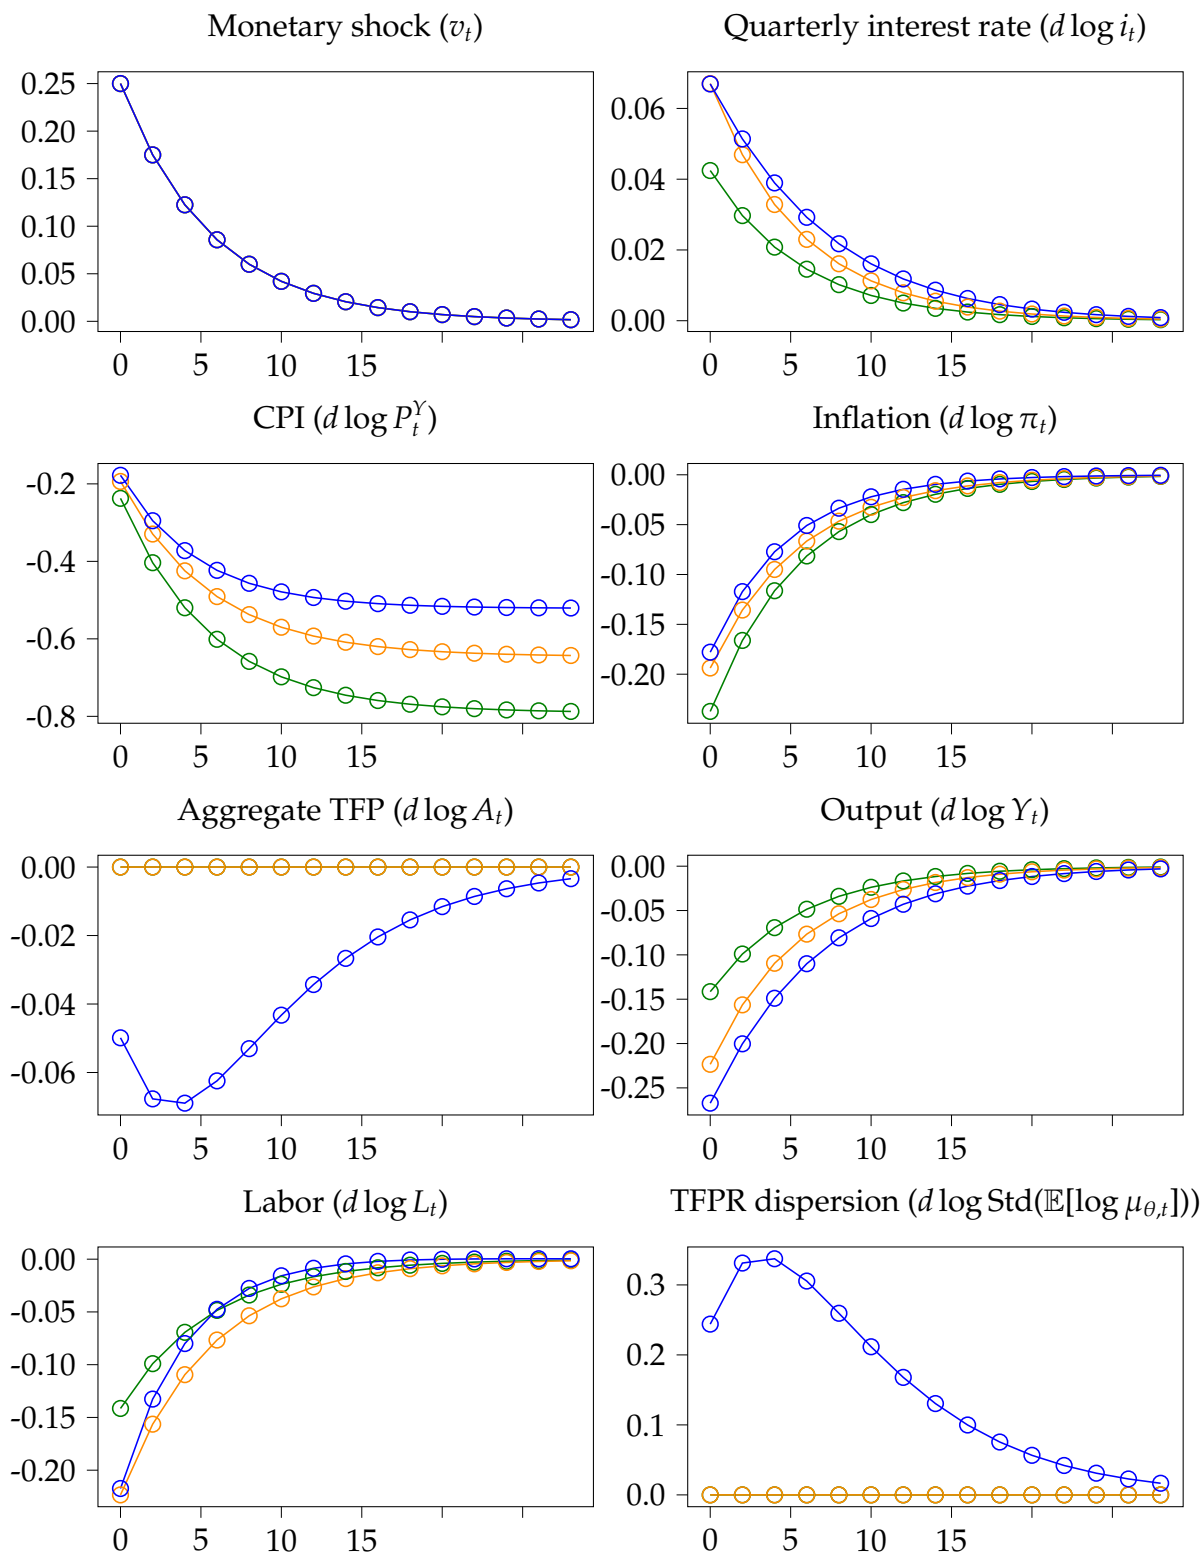 Monetary shock (v_t)
0.25
0.20
0.15
0.10
0.05
0.00
0 5 10 15
Quarterly interest rate (d log i_t)
0.06
0.04
0.02
0.00
0 5 10 15
CPI (d log P_t^Y)
-0.2
-0.4
-0.6
-0.8
0 5 10 15
Inflation (d log π_t)
0.00
-0.05
-0.10
-0.15
-0.20
0 5 10 15
Aggregate TFP (d log A_t)
0.00
-0.02
-0.04
-0.06
0 5 10 15
Output (d log Y_t)
0.00
-0.05
-0.10
-0.15
-0.20
-0.25
0 5 10 15
Labor (d log L_t)
0.00
-0.05
-0.10
-0.15
-0.20
0 5 10 15
TFPR dispersion (d log Std(𝔼[log μ_{θ,t}]))
0.3
0.2
0.1
0.0
0 5 10 15